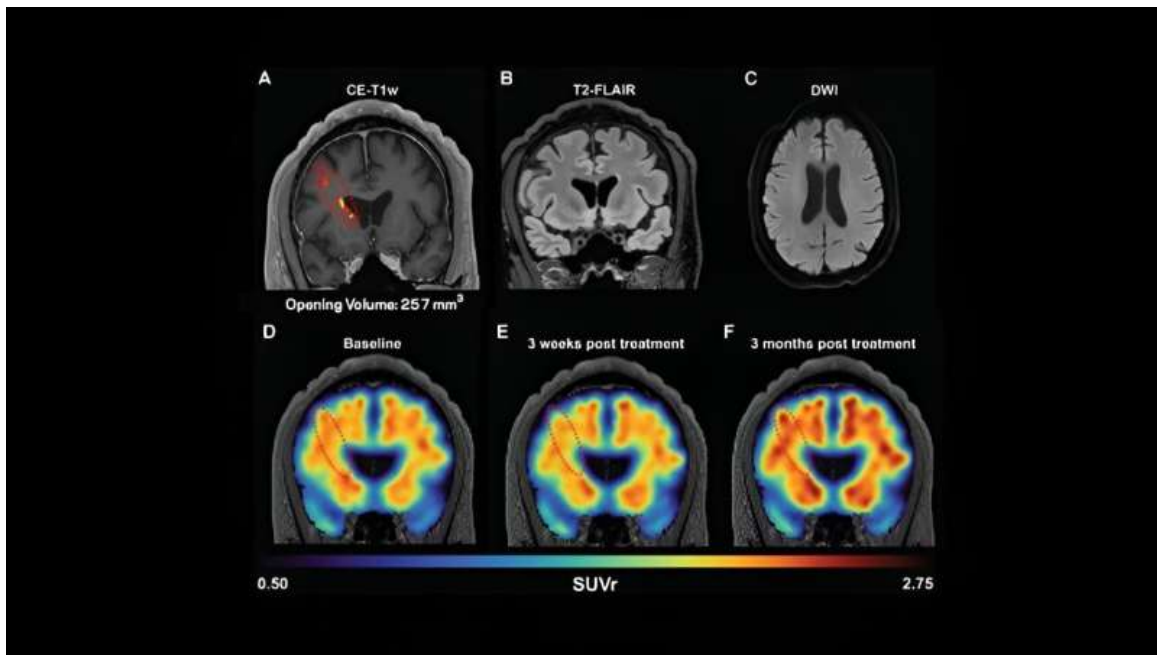 A
CE-T1w
B
T2-FLAIR
C
DWI
Opening Volume: 257 mm³
D
Baseline
E
3 weeks post treatment
F
3 months post treatment
0.50
SUVr
2.75